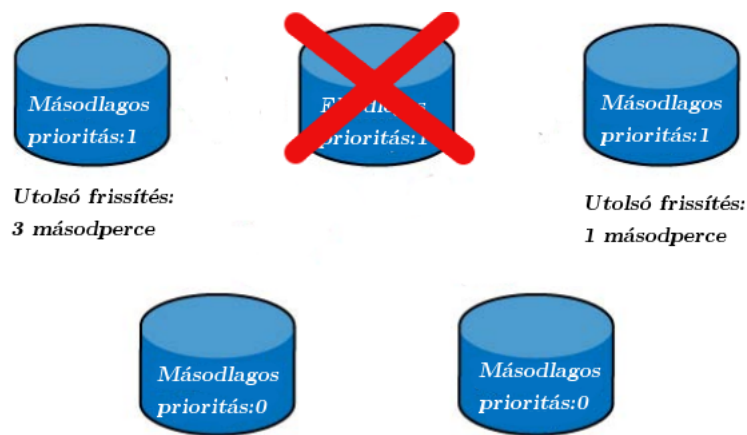 Másodlagos
prioritás:1
prioritás:1
Másodlagos
prioritás:1
Utolsó frissítés:
3 másodperce
Utolsó frissítés:
1 másodperce
Másodlagos
prioritás:0
Másodlagos
prioritás:0